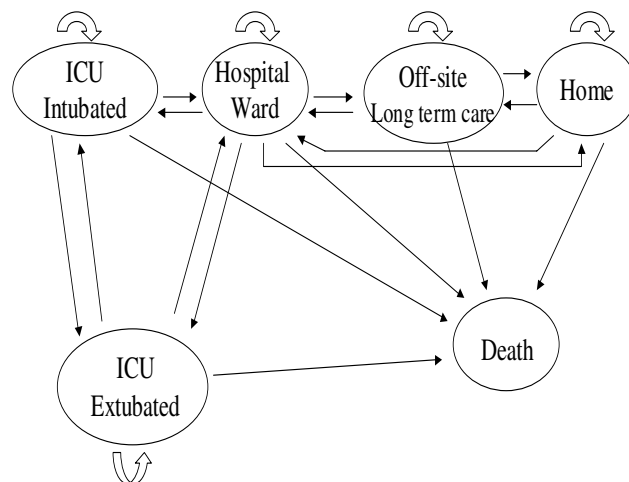 ICU
Intubated
Hospital
Ward
Off-site
Long term care
Home
ICU
Extubated
Death